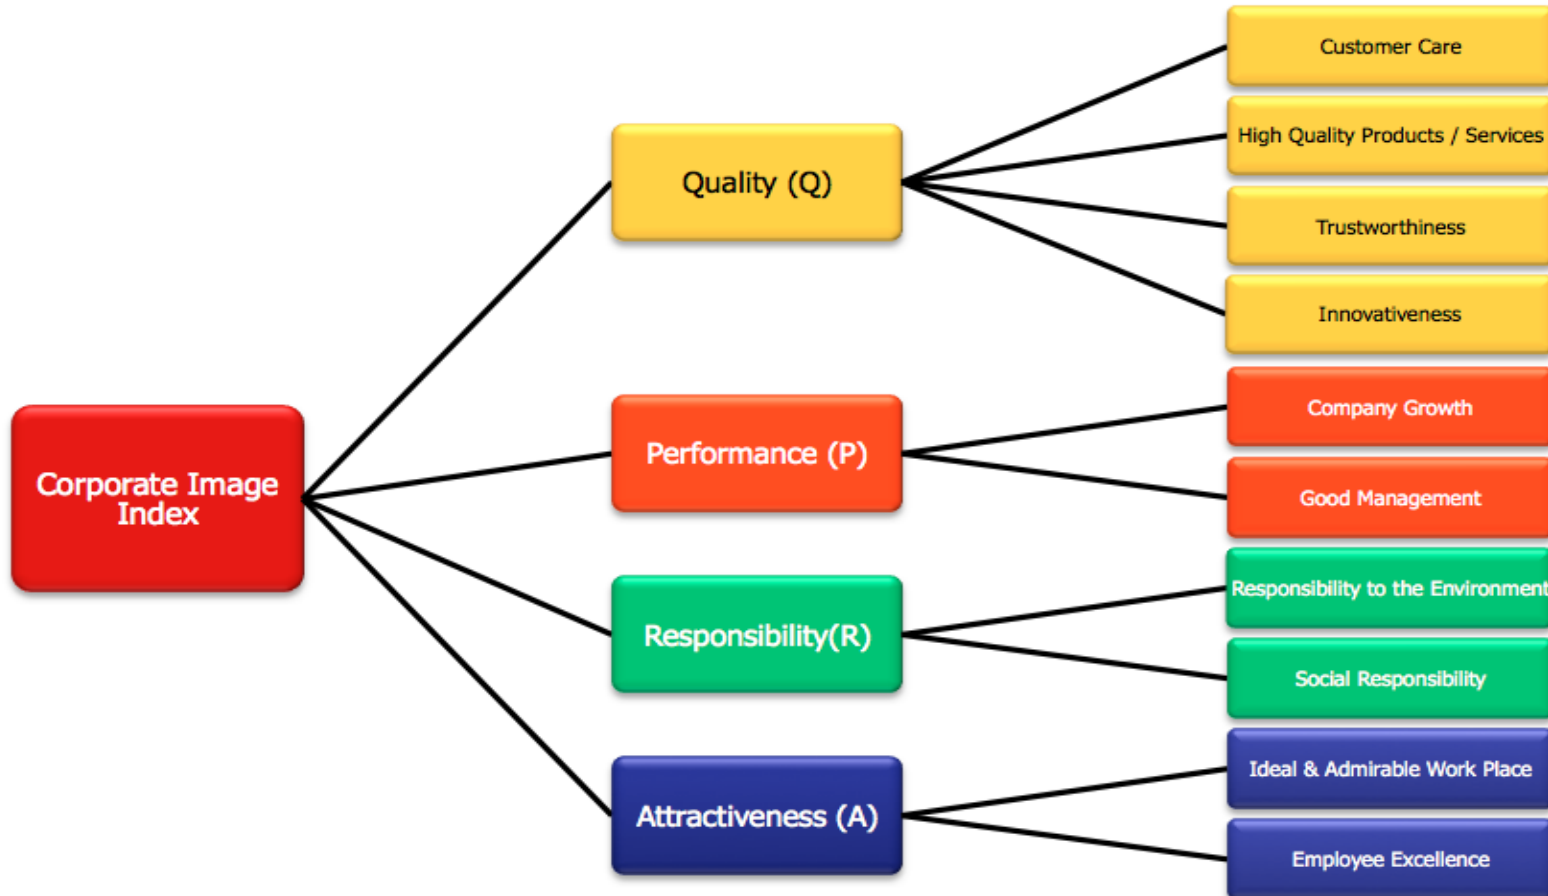 Customer Care
High Quality Products / Services
Quality (Q)
Trustworthiness
Innovativeness
Company Growth
Performance (P)
Good Management
Corporate Image
Index
Responsibility to the Environment
Responsibility(R)
Social Responsibility
Ideal & Admirable Work Place
Attractiveness (A)
Employee Excellence